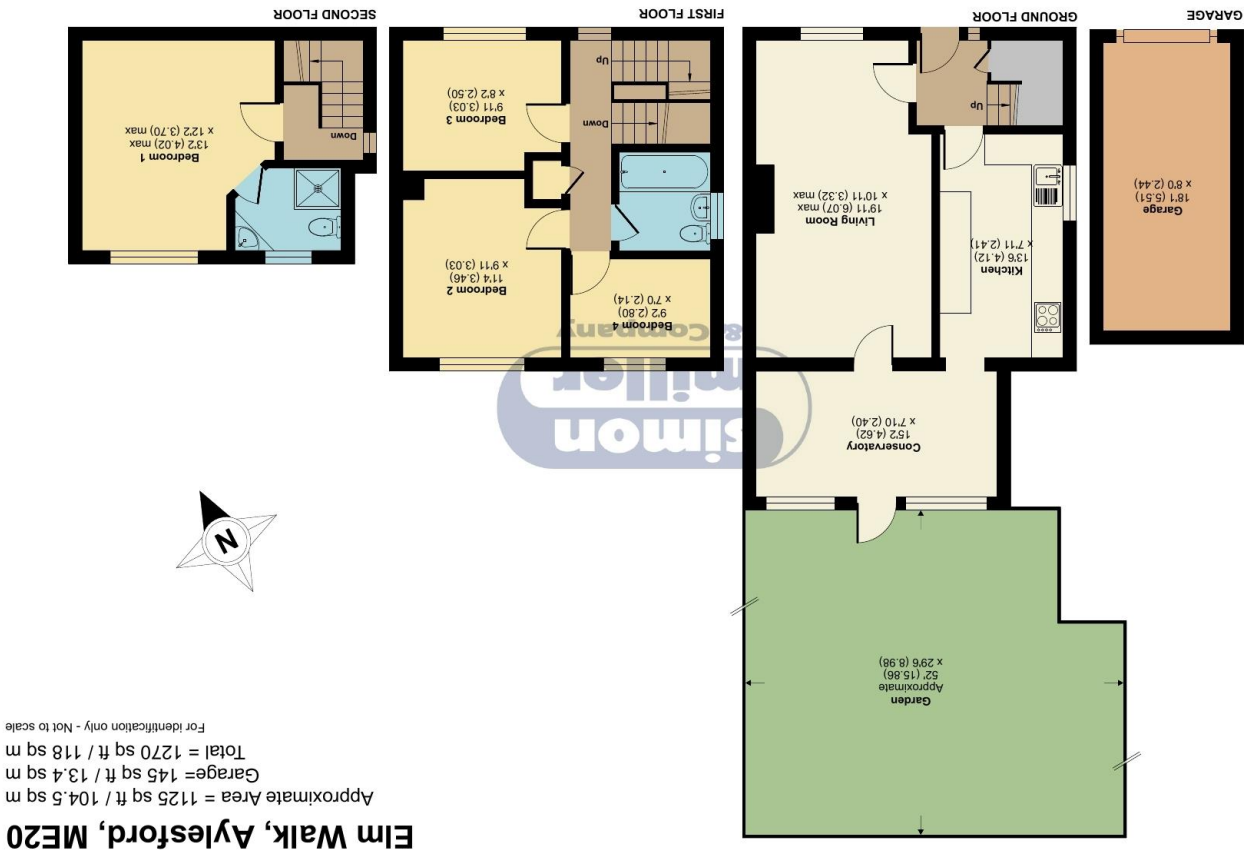 Elm Walk, Aylesford, ME20
Approximate Area = 1125 sq ft / 104.5 sq m
Garage= 145 sq ft / 13.4 sq m
Total = 1270 sq ft / 118 sq m
For identification only - Not to scale
Garden
Approximate
52' (15.86)
x 29'6 (8.98)
N
Conservatory
15'2 (4.62)
x 7'10 (2.40)
Kitchen
13'6 (4.12)
x 7'11 (2.41)
Living Room
19'11 (6.07) max
x 10'11 (3.32) max
Up
GROUND FLOOR
Garage
18'1 (5.51)
x 8'0 (2.44)
GARAGE
Bedroom 4
9'2 (2.80)
x 7'0 (2.14)
Bedroom 2
11'4 (3.46)
x 9'11 (3.03)
Down
Up
Bedroom 3
9'11 (3.03)
x 8'2 (2.50)
FIRST FLOOR
Down
Bedroom 1
13'2 (4.02) max
x 12'2 (3.70) max
SECOND FLOOR
simon
miller
& Company